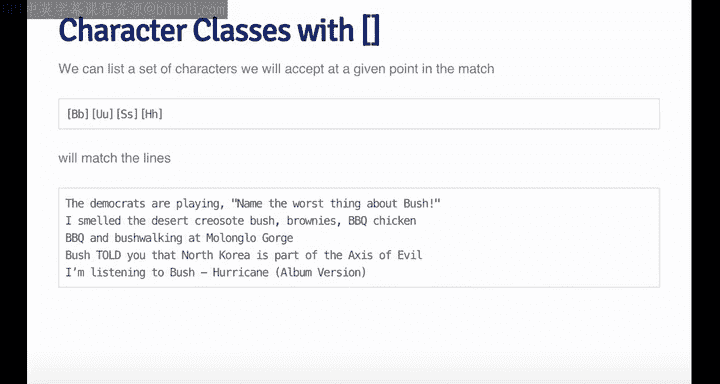 Character Classes with []
We can list a set of characters we will accept at a given point in the match
[Bb][Uu][Ss][Hh]
will match the lines
The democrats are playing, "Name the worst thing about Bush!"
I smelled the desert creosote bush, brownies, BBQ chicken
BBQ and bushwalking at Molonglo Gorge
Bush TOLD you that North Korea is part of the Axis of Evil
I'm listening to Bush – Hurricane (Album Version)